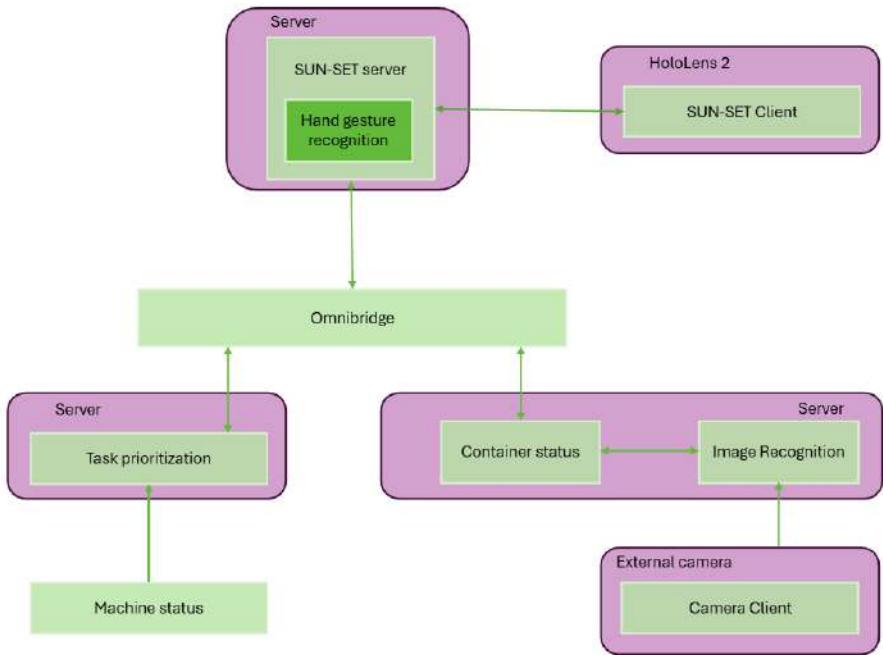 Server
SUN-SET server
Hand gesture
recognition
HoloLens 2
SUN-SET Client
Omnibridge
Server
Task prioritization
Machine status
Server
Container status
Image Recognition
External camera
Camera Client